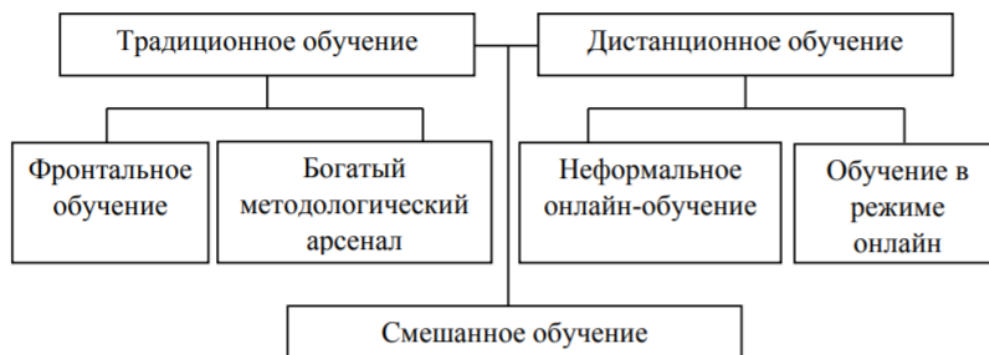 Традиционное обучение
Дистанционное обучение
Фронтальное
обучение
Богатый
методологический
арсенал
Неформальное
онлайн-обучение
Обучение в
режиме
онлайн
Смешанное обучение